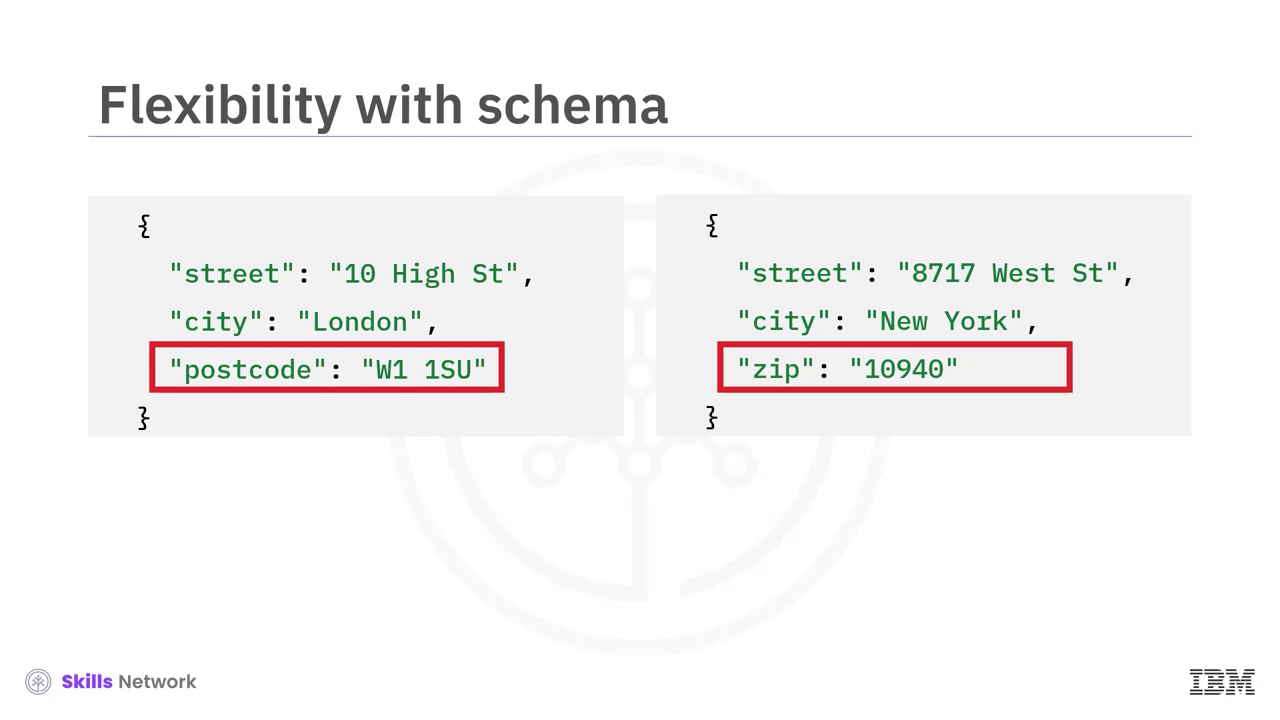 Flexibility with schema
{
"street": "10 High St",
"city": "London",
"postcode": "W1 1SU"
}
{
"street": "8717 West St",
"city": "New York",
"zip": "10940"
}
Skills Network
IBM